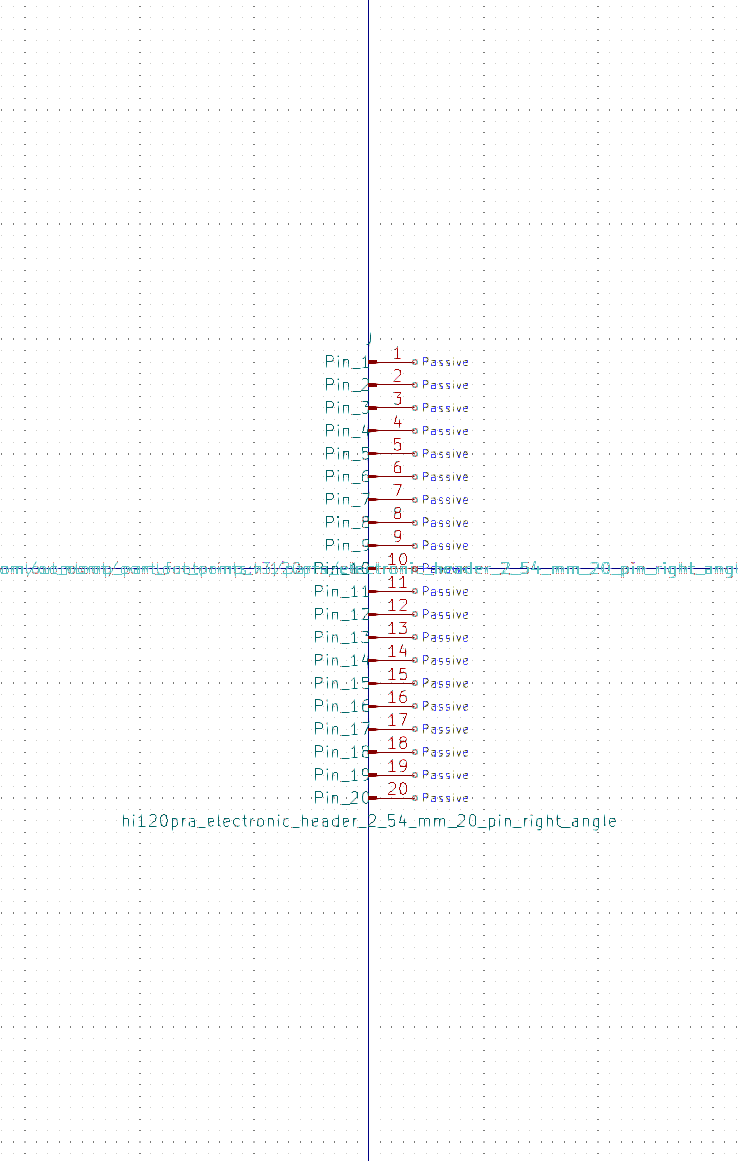 J
Pin_1 1 Passive
Pin_2 2 Passive
Pin_3 3 Passive
Pin_4 4 Passive
Pin_5 5 Passive
Pin_6 6 Passive
Pin_7 7 Passive
Pin_8 8 Passive
Pin_9 9 Passive
10
Pin_11 11 Passive
Pin_12 12 Passive
Pin_13 13 Passive
Pin_14 14 Passive
Pin_15 15 Passive
Pin_16 16 Passive
Pin_17 17 Passive
Pin_18 18 Passive
Pin_19 19 Passive
Pin_20 20 Passive
hi120pra_electronic_header_2_54_mm_20_pin_right_angle